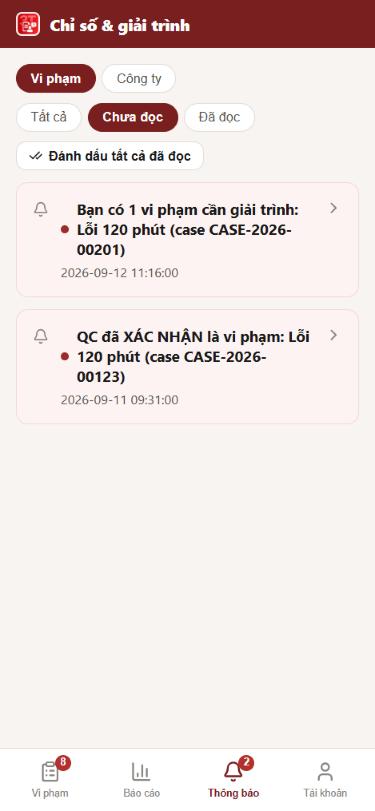 Chỉ số & giải trình
Vi phạm
Công ty
Tất cả
Chưa đọc
Đã đọc
Đánh dấu tất cả đã đọc
Bạn có 1 vi phạm cần giải trình:
Lỗi 120 phút (case CASE-2026-
00201)
2026-09-12 11:16:00
QC đã XÁC NHẬN là vi phạm: Lỗi
120 phút (case CASE-2026-
00123)
2026-09-11 09:31:00
8
2
Vi phạm
Báo cáo
Thông báo
Tài khoản